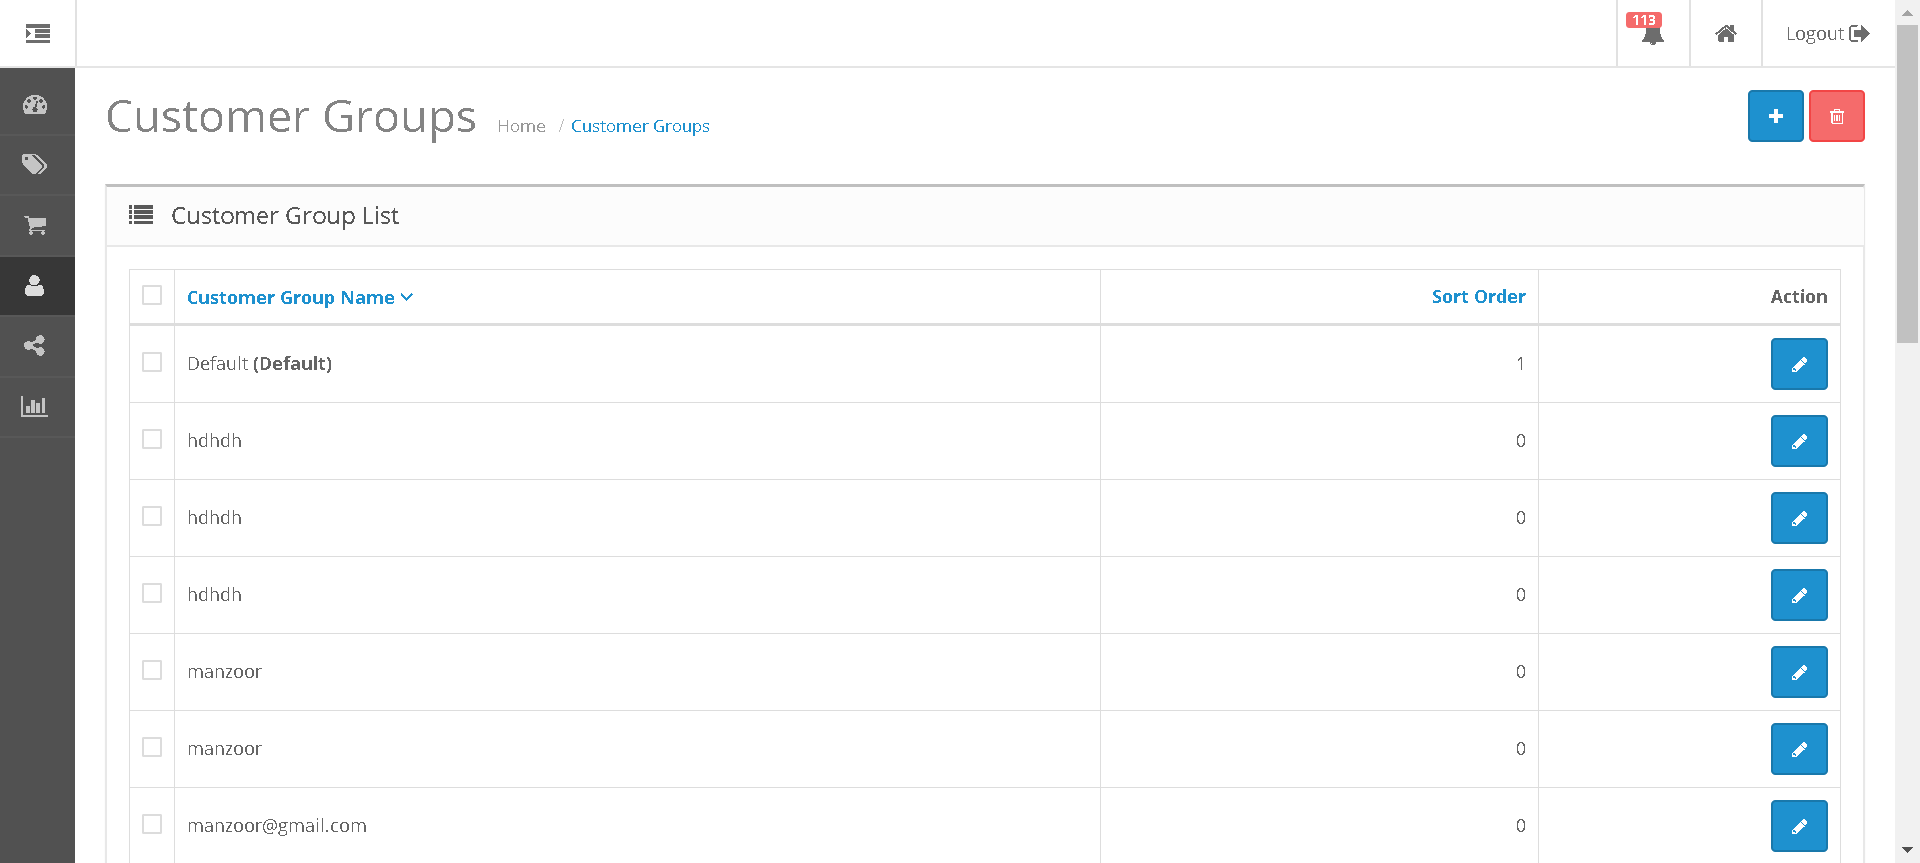 113
Logout
Customer Groups
Home / Customer Groups
Customer Group List
Customer Group Name Sort Order Action
Default (Default) 1
hdhdh 0
hdhdh 0
hdhdh 0
manzoor 0
manzoor 0
manzoor@gmail.com 0